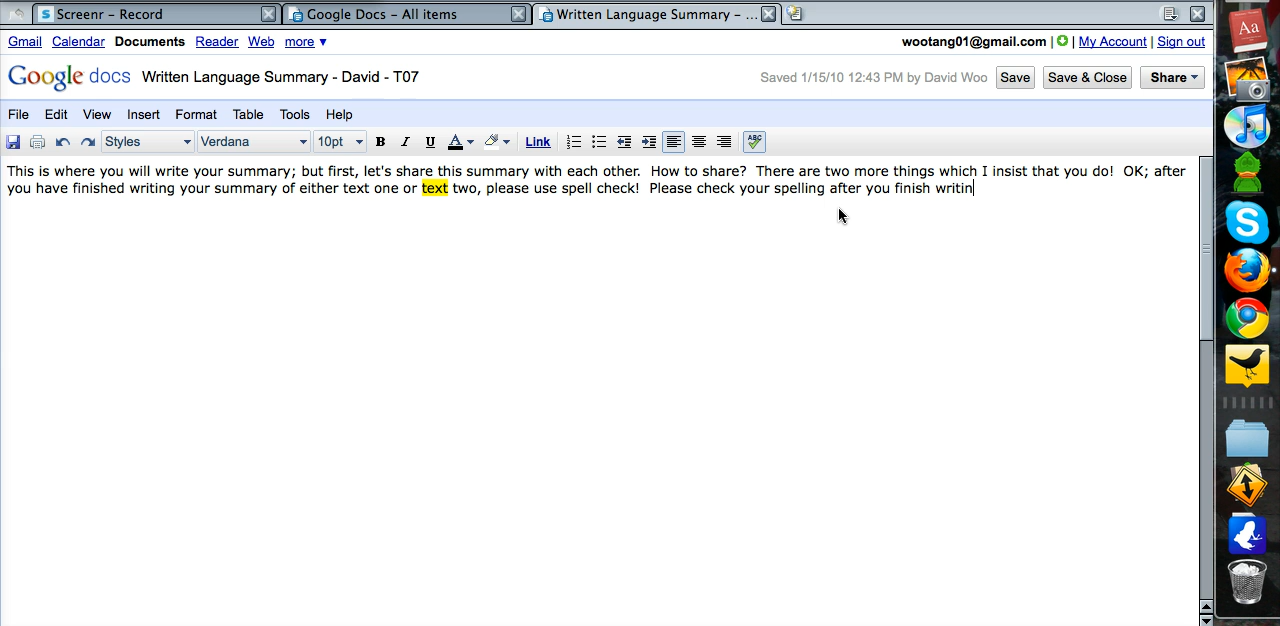 Screenr - Record
Google Docs - All items
Written Language Summary - ...
Gmail Calendar Documents Reader Web more ▼
wootang01@gmail.com | | My Account | Sign out
Google docs Written Language Summary - David - T07
Saved 1/15/10 12:43 PM by David Woo Save Save & Close Share
File Edit View Insert Format Table Tools Help
Styles Verdana 10pt B I U A Link ABC
This is where you will write your summary; but first, let's share this summary with each other.  How to share?  There are two more things which I insist that you do!  OK; after
you have finished writing your summary of either text one or text two, please use spell check!  Please check your spelling after you finish writin
Aa
S